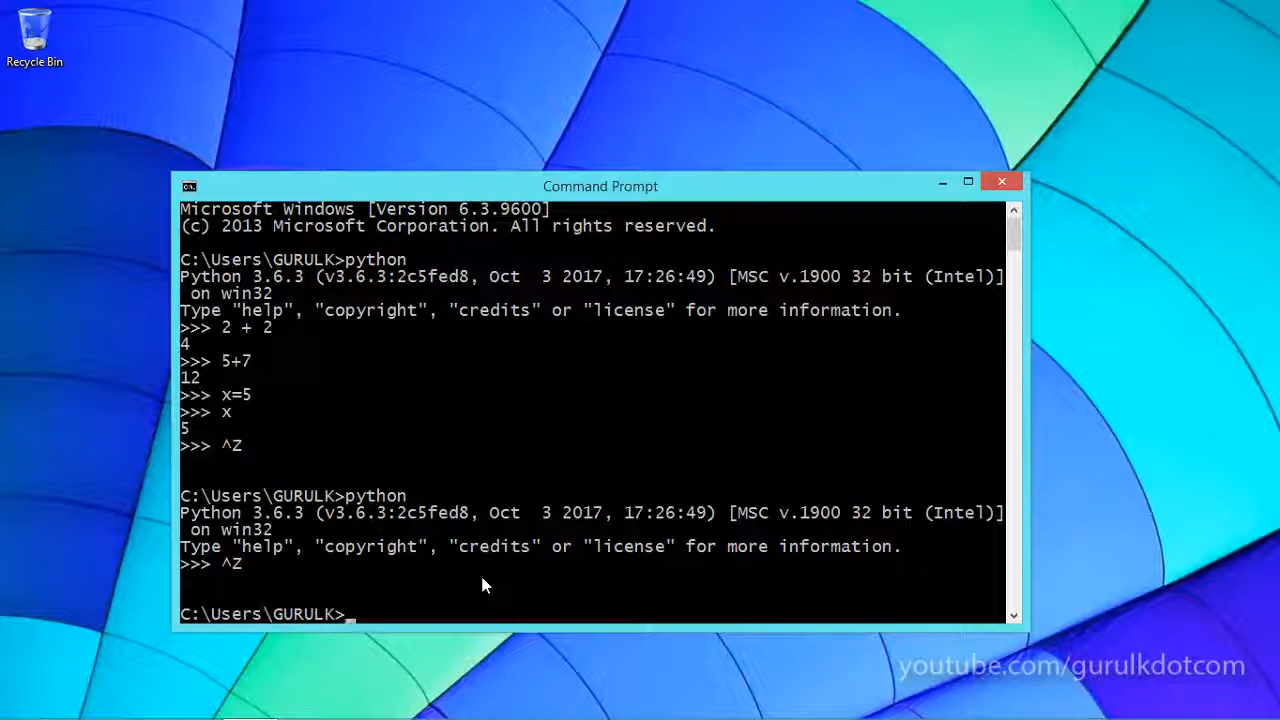 Recycle Bin
Command Prompt
Microsoft Windows [Version 6.3.9600]
(c) 2013 Microsoft Corporation. All rights reserved.
C:\Users\GURULK>python
Python 3.6.3 (v3.6.3:2c5fed8, Oct  3 2017, 17:26:49) [MSC v.1900 32 bit (Intel)]
 on win32
Type "help", "copyright", "credits" or "license" for more information.
>>> 2 + 2
4
>>> 5+7
12
>>> x=5
>>> x
5
>>> ^Z
C:\Users\GURULK>python
Python 3.6.3 (v3.6.3:2c5fed8, Oct  3 2017, 17:26:49) [MSC v.1900 32 bit (Intel)]
 on win32
Type "help", "copyright", "credits" or "license" for more information.
>>> ^Z
C:\Users\GURULK>
youtube.com/gurulkdotcom